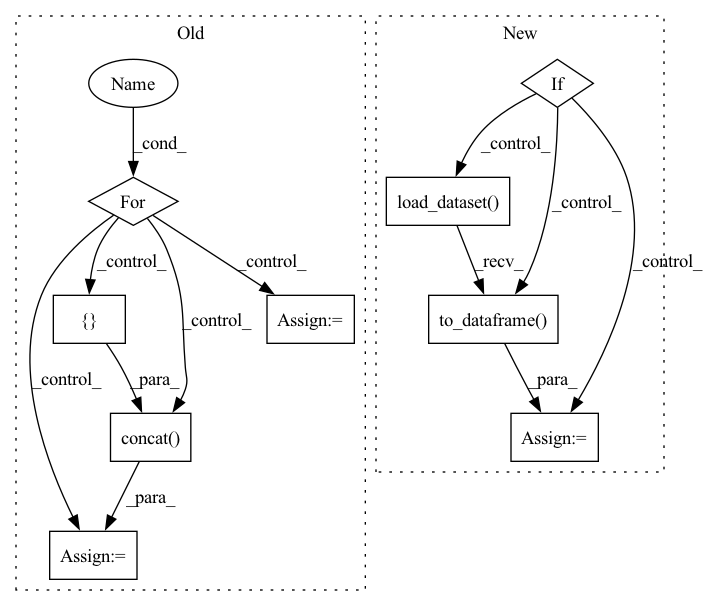 Old
New
Name
If
_cond_
_control_
For
load_dataset()
_control_
_control_
_control_
_recv_
_control_
{}
_control_
Assign:=
to_dataframe()
_control_
_para_
_para_
concat()
Assign:=
_para_
Assign:=